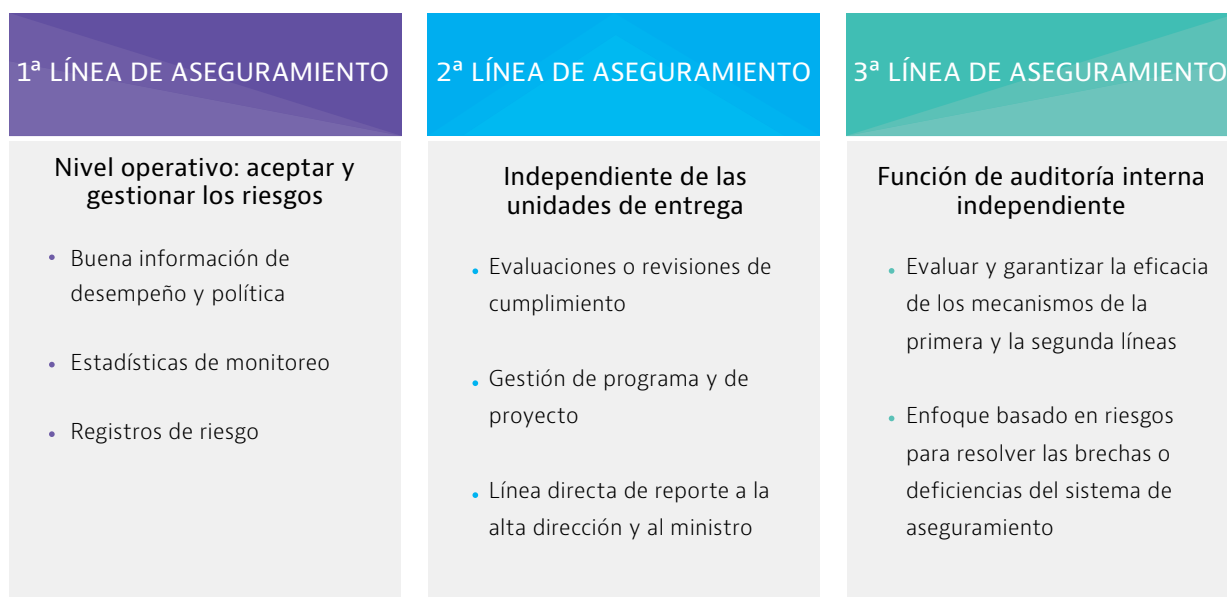 1ª LÍNEA DE ASEGURAMIENTO
Nivel operativo: aceptar y
gestionar los riesgos
• Buena información de
desempeño y política
• Estadísticas de monitoreo
• Registros de riesgo
2ª LÍNEA DE ASEGURAMIENTO
Independiente de las
unidades de entrega
• Evaluaciones o revisiones de
cumplimiento
• Gestión de programa y de
proyecto
• Línea directa de reporte a la
alta dirección y al ministro
3ª LÍNEA DE ASEGURAMIENTO
Función de auditoría interna
independiente
• Evaluar y garantizar la eficacia
de los mecanismos de la
primera y la segunda líneas
• Enfoque basado en riesgos
para resolver las brechas o
deficiencias del sistema de
aseguramiento